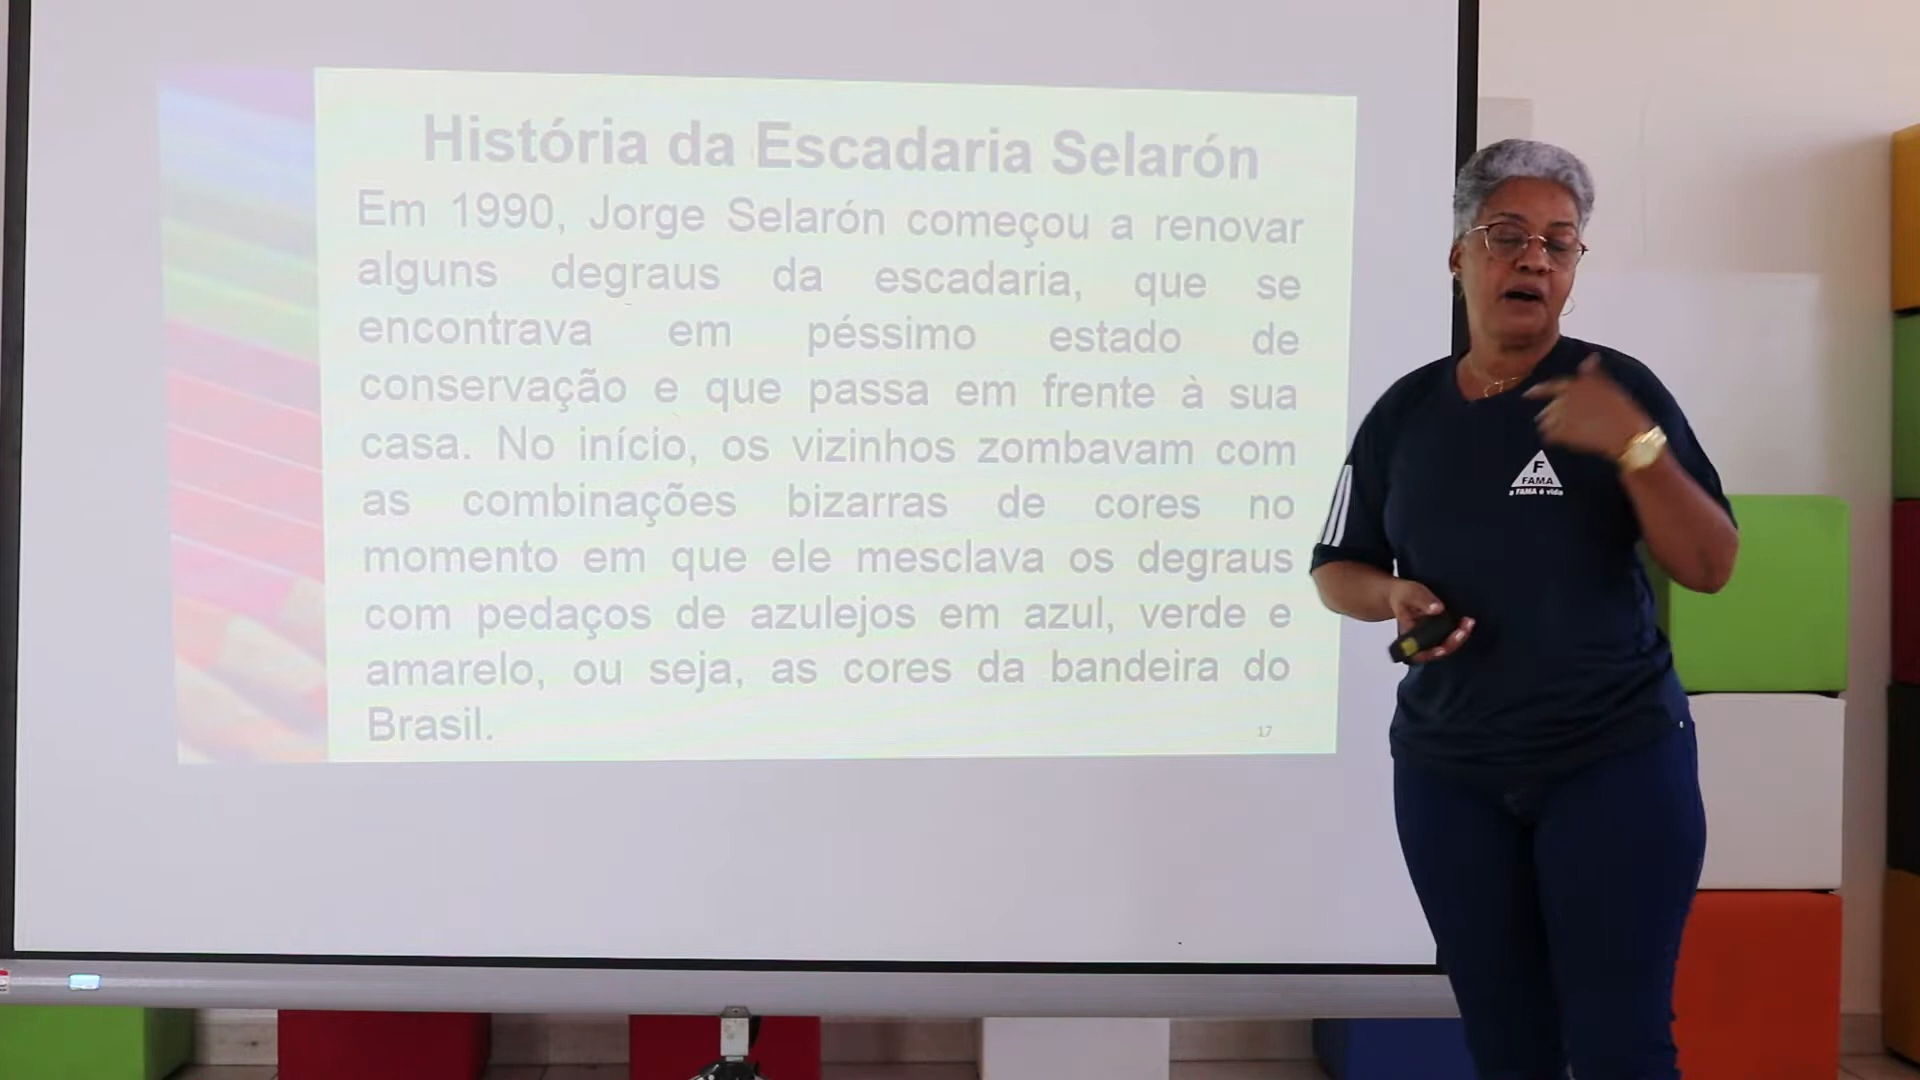 História da Escadaria Selarón
Em 1990, Jorge Selarón começou a renovar
alguns degraus da escadaria, que se
encontrava em péssimo estado de
conservação e que passa em frente à sua
casa. No início, os vizinhos zombavam com
as combinações bizarras de cores no
momento em que ele mesclava os degraus
com pedaços de azulejos em azul, verde e
amarelo, ou seja, as cores da bandeira do
Brasil.
17
F
FAMA
a FAMA é vida